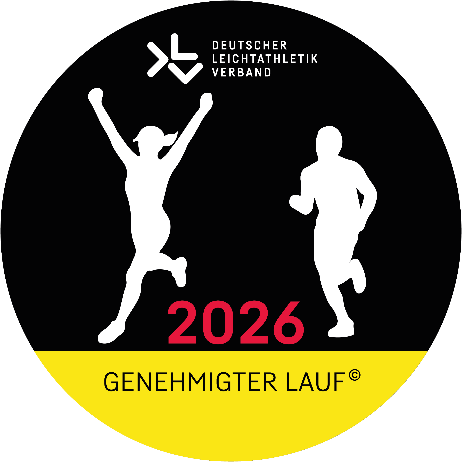 DEUTSCHER
LEICHTATHLETIK
VERBAND
2026
GENEHMIGTER LAUF©